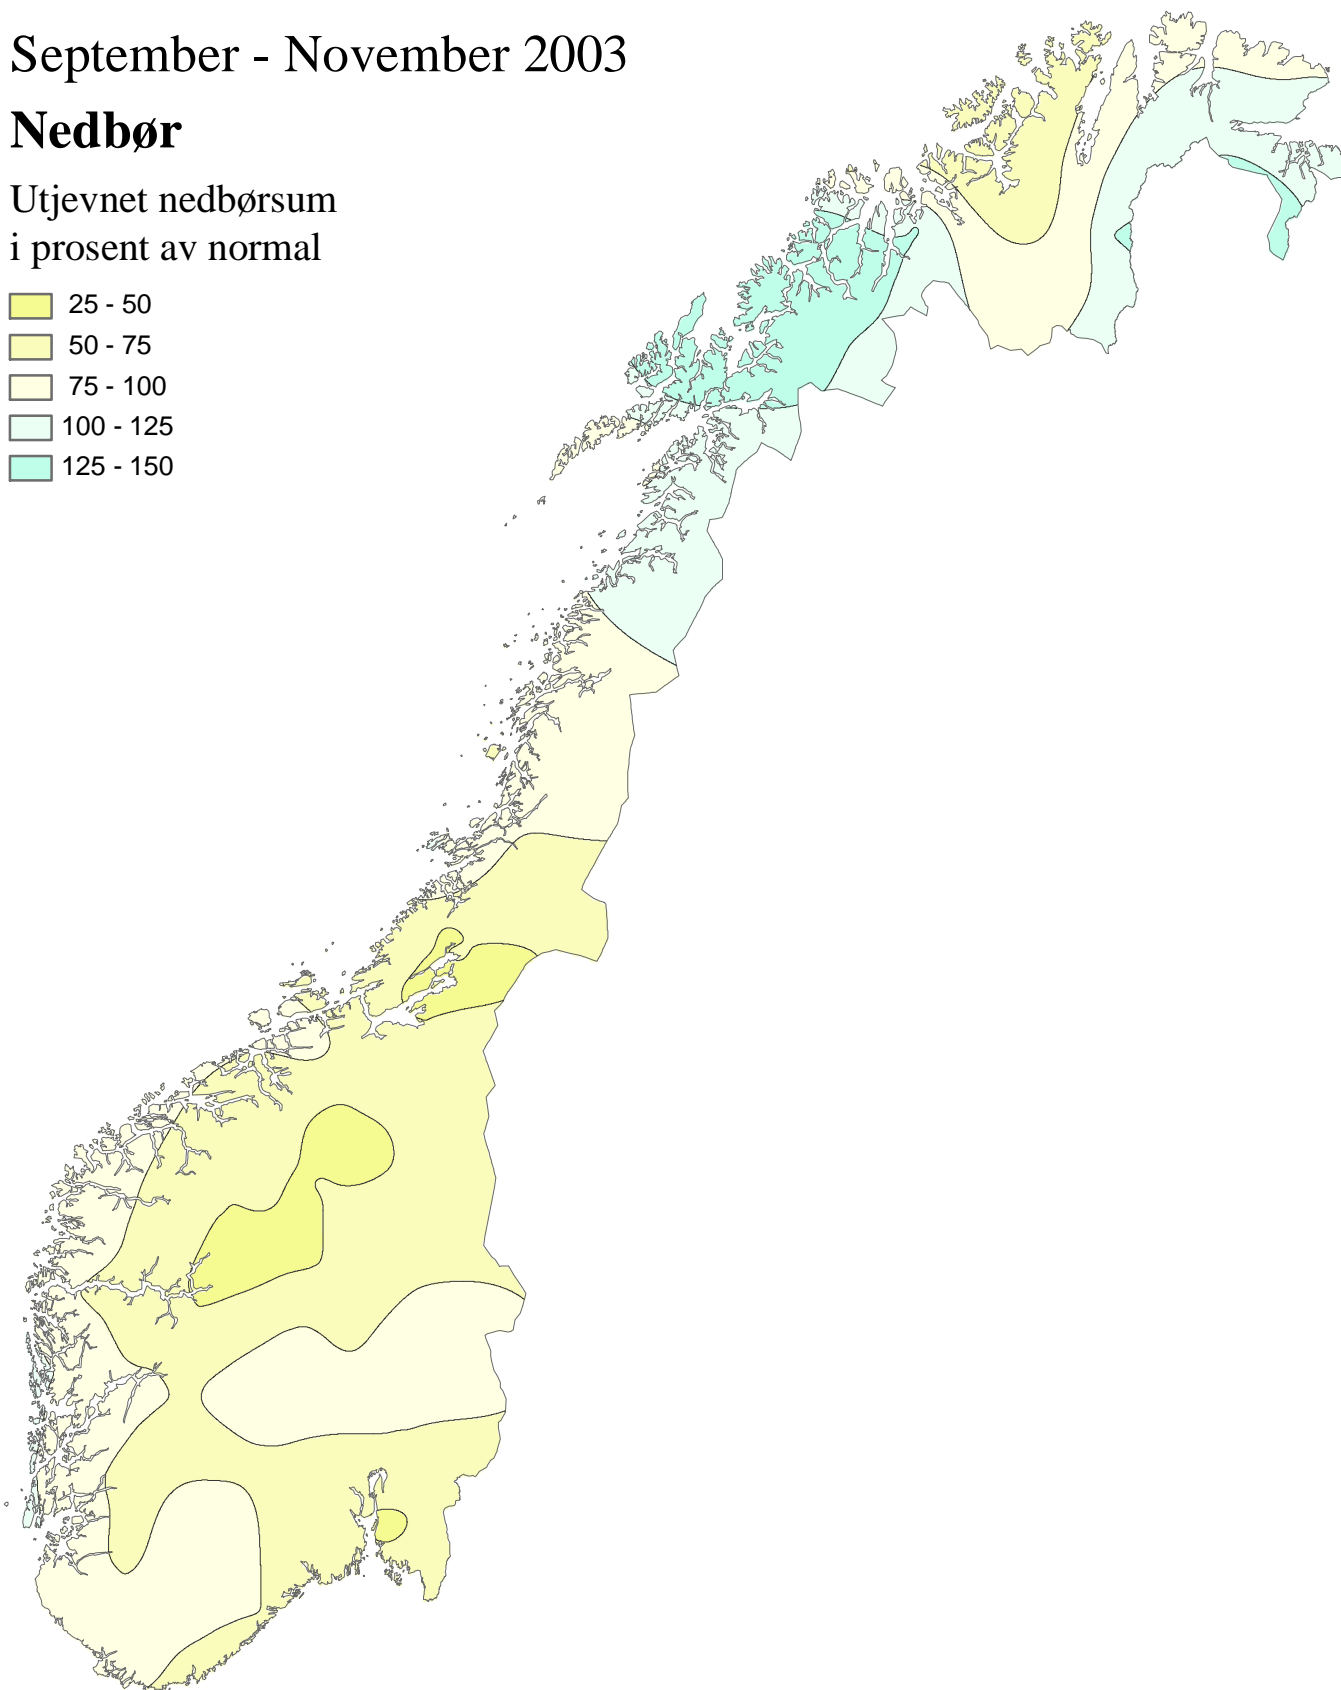 September - November 2003
Nedbør
Utjevnet nedbørsum
i prosent av normal
25 - 50
50 - 75
75 - 100
100 - 125
125 - 150